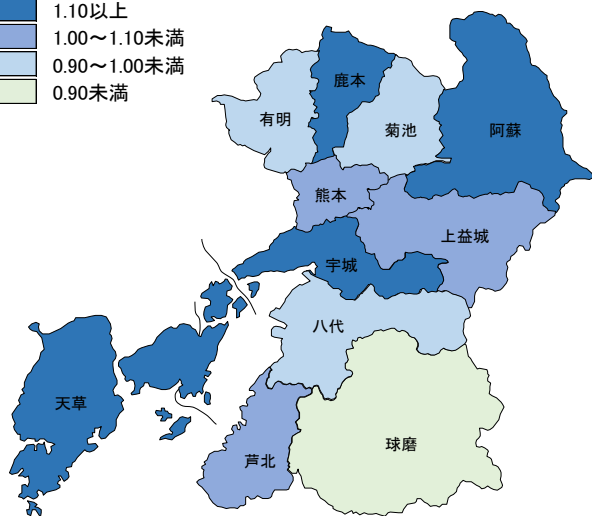 1.10以上
1.00～1.10未満
0.90～1.00未満
0.90未満
鹿本
有明
菊池
阿蘇
熊本
上益城
宇城
八代
天草
芦北
球磨